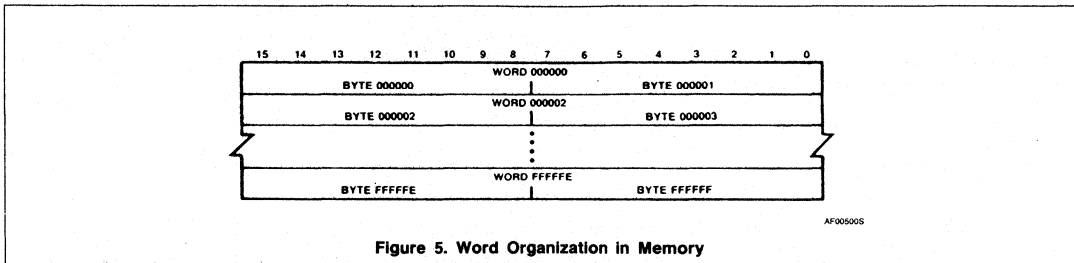 15 14 13 12 11 10 9 8 7 6 5 4 3 2 1 0
WORD 000000
BYTE 000000 BYTE 000001
WORD 000002
BYTE 000002 BYTE 000003
WORD FFFFFE
BYTE FFFFFE BYTE FFFFFF
AF00500S
Figure 5. Word Organization in Memory